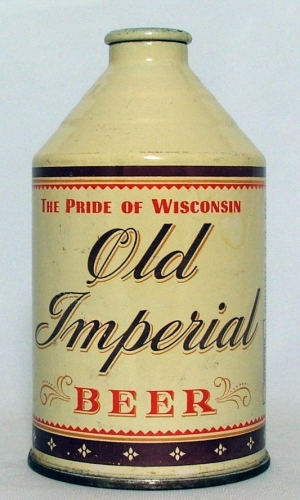 The Pride of Wisconsin
Old
Imperial
BEER